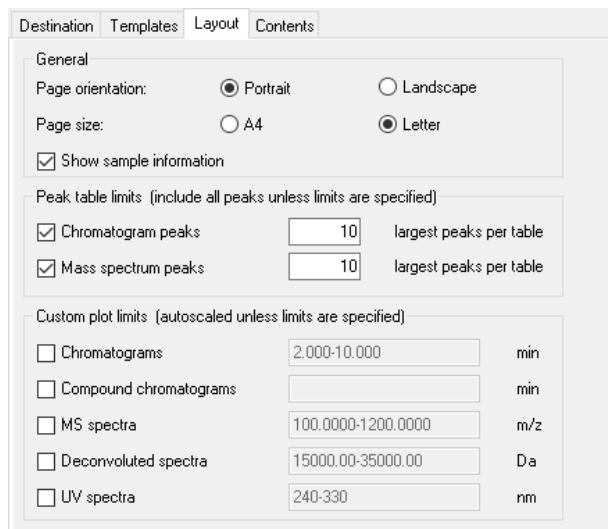 Destination Templates Layout Contents
General
Page orientation: Portrait Landscape
Page size: A4 Letter
Show sample information
Peak table limits (include all peaks unless limits are specified)
Chromatogram peaks 10 largest peaks per table
Mass spectrum peaks 10 largest peaks per table
Custom plot limits (autoscaled unless limits are specified)
Chromatograms 2.000-10.000 min
Compound chromatograms min
MS spectra 100.0000-1200.0000 m/z
Deconvoluted spectra 15000.00-35000.00 Da
UV spectra 240-330 nm